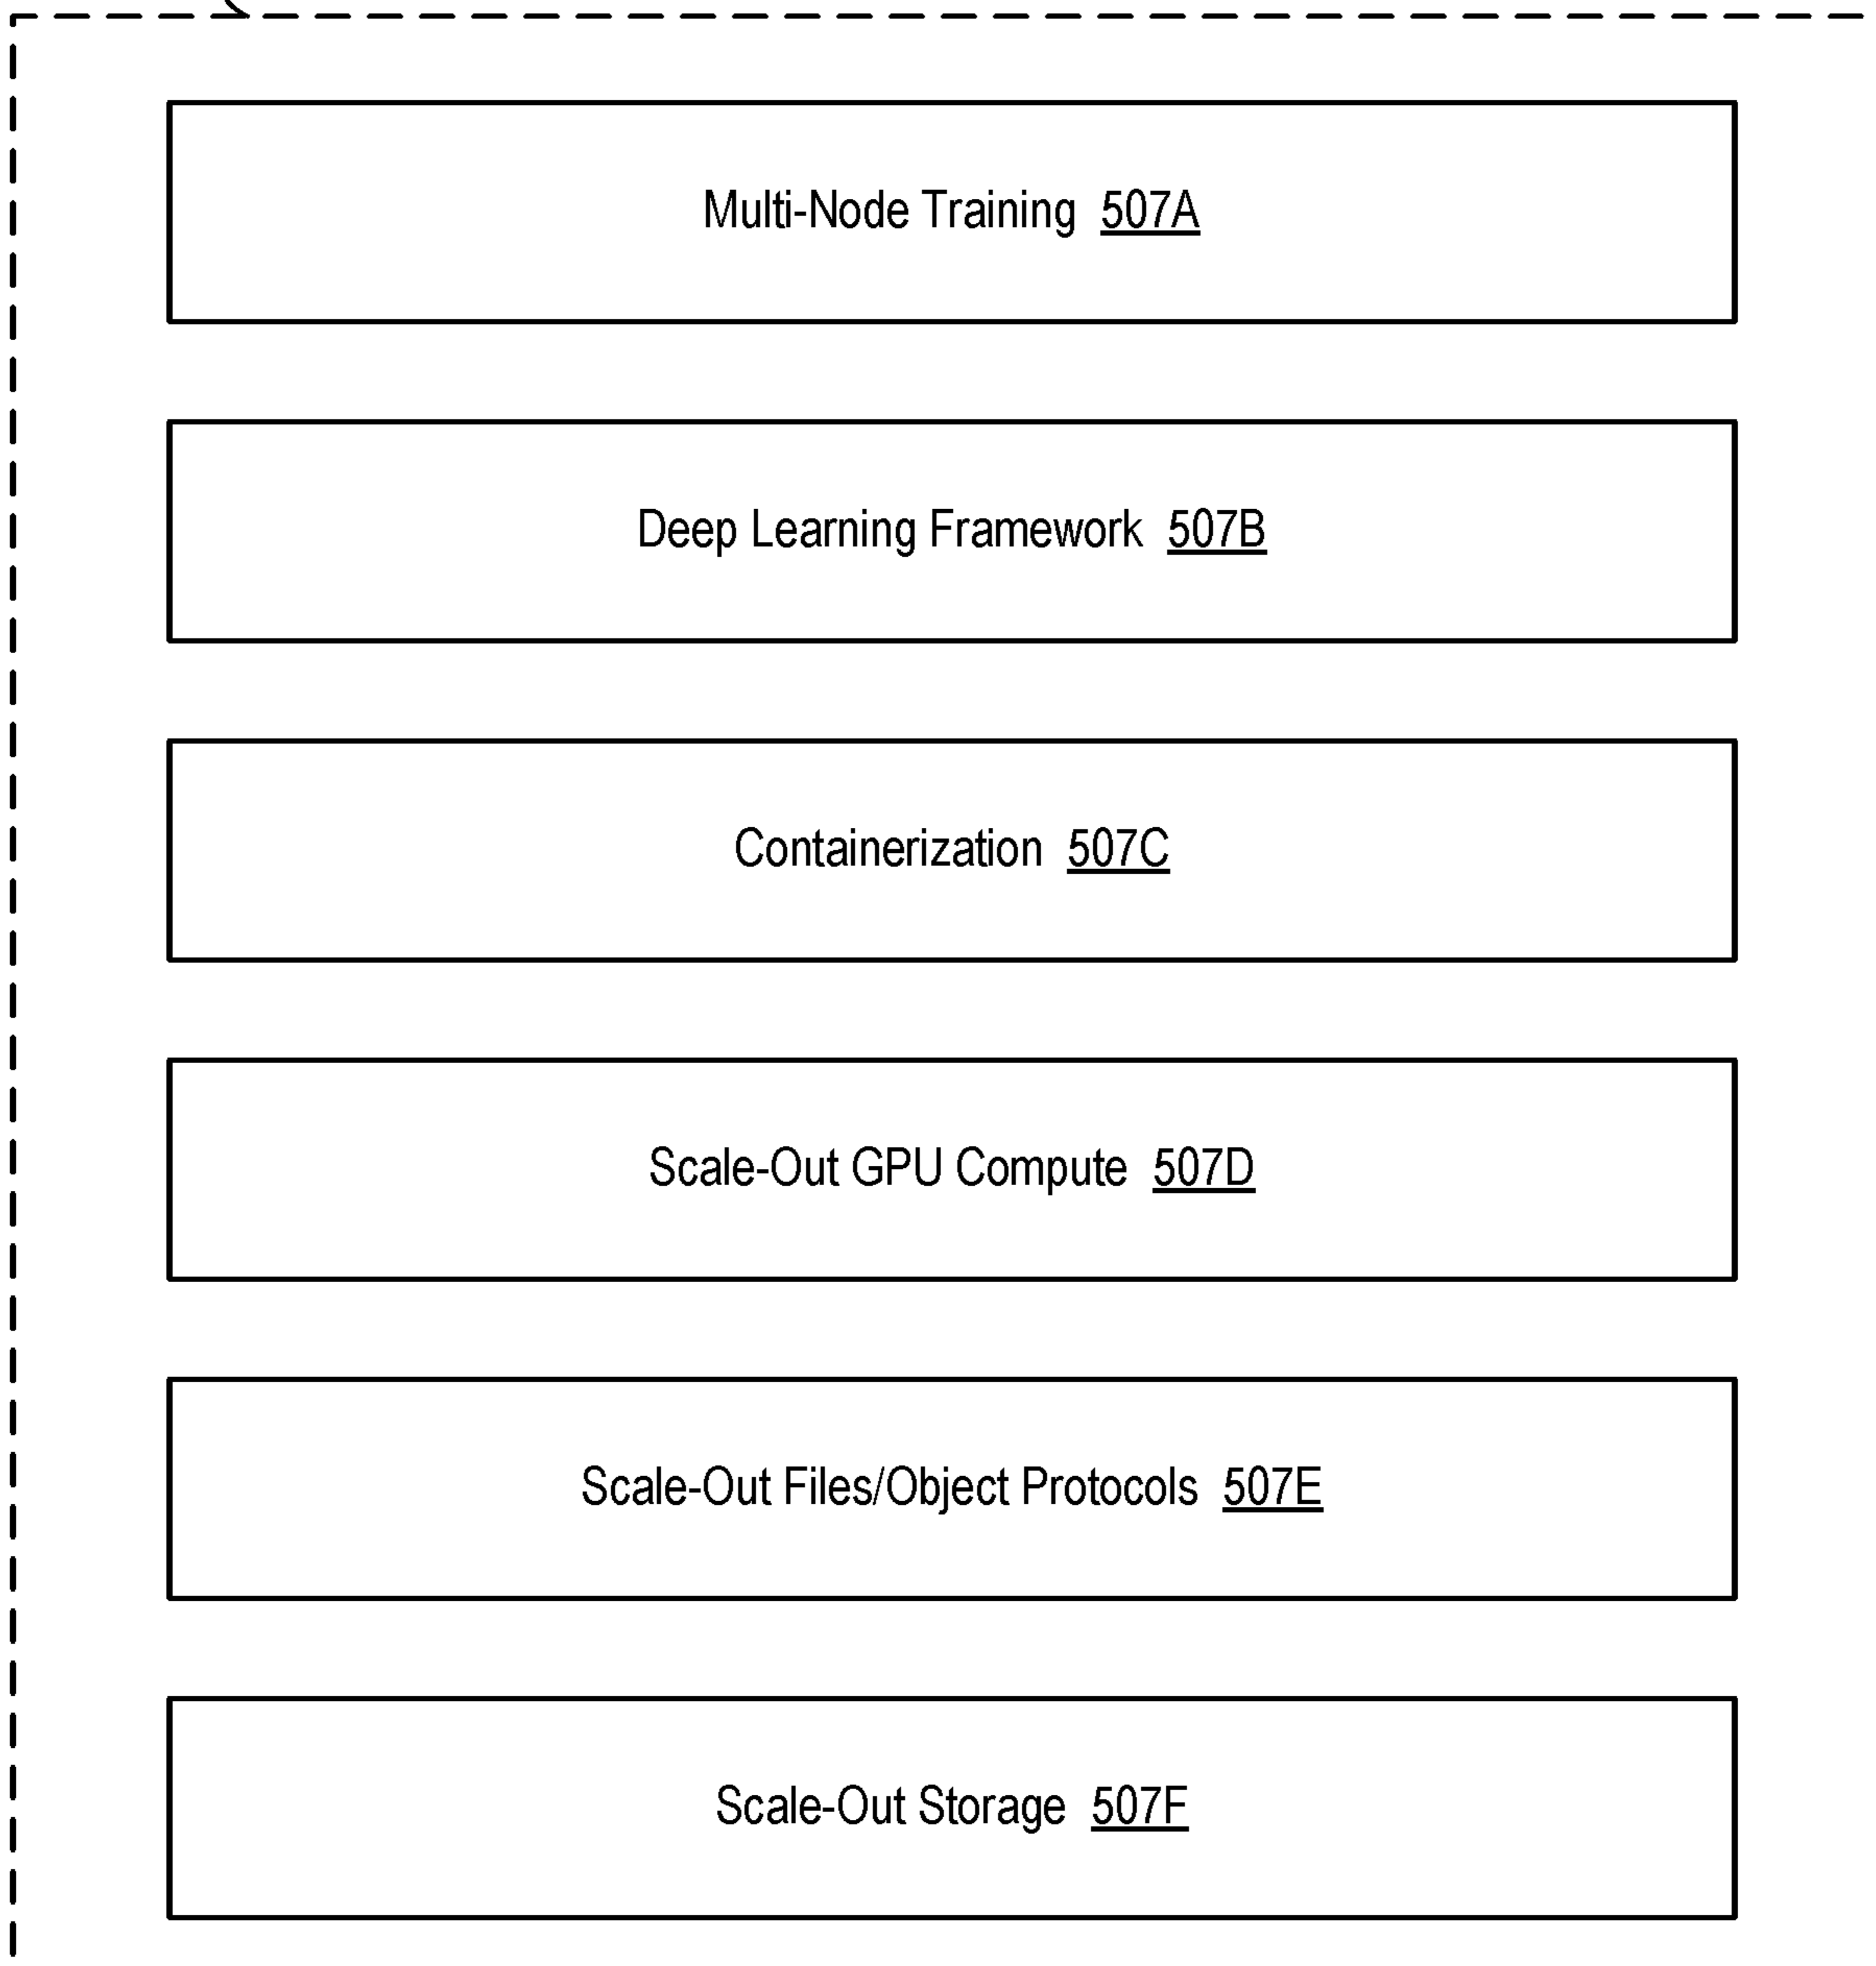 Multi-Node Training 507A
Deep Learning Framework 507B
Containerization 507C
Scale-Out GPU Compute 507D
Scale-Out Files/Object Protocols 507E
Scale-Out Storage 507F